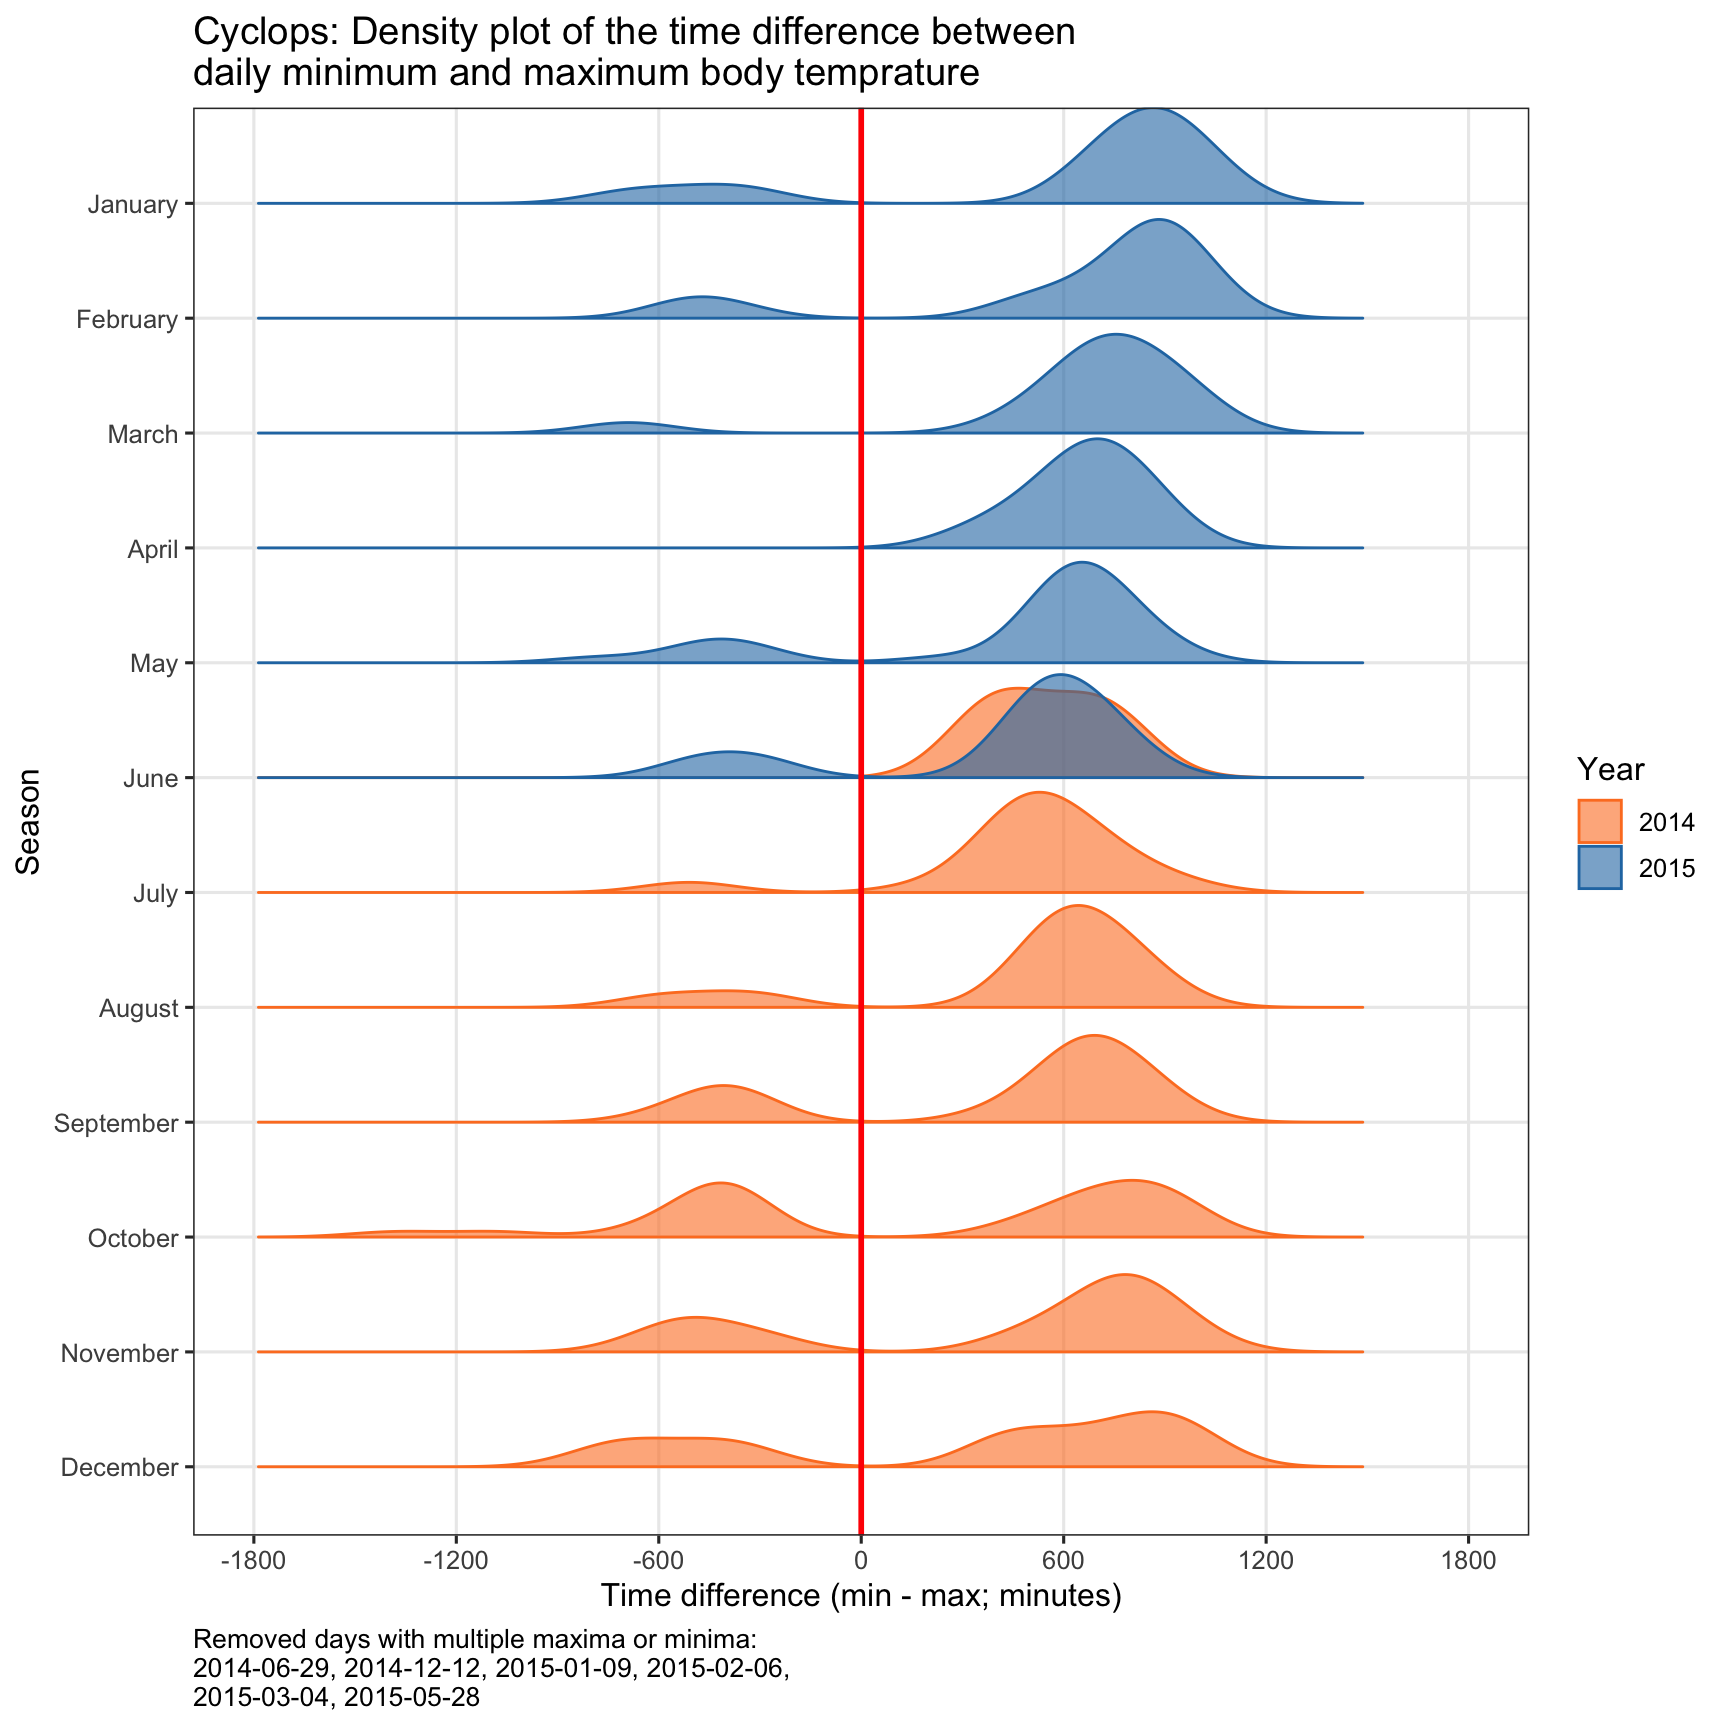 Cyclops: Density plot of the time difference between
daily minimum and maximum body temprature
January
February
March
April
May
June
July
August
September
October
November
December
Season
-1800 -1200 -600 0 600 1200 1800
Time difference (min - max; minutes)
Year
2014
2015
Removed days with multiple maxima or minima:
2014-06-29, 2014-12-12, 2015-01-09, 2015-02-06,
2015-03-04, 2015-05-28